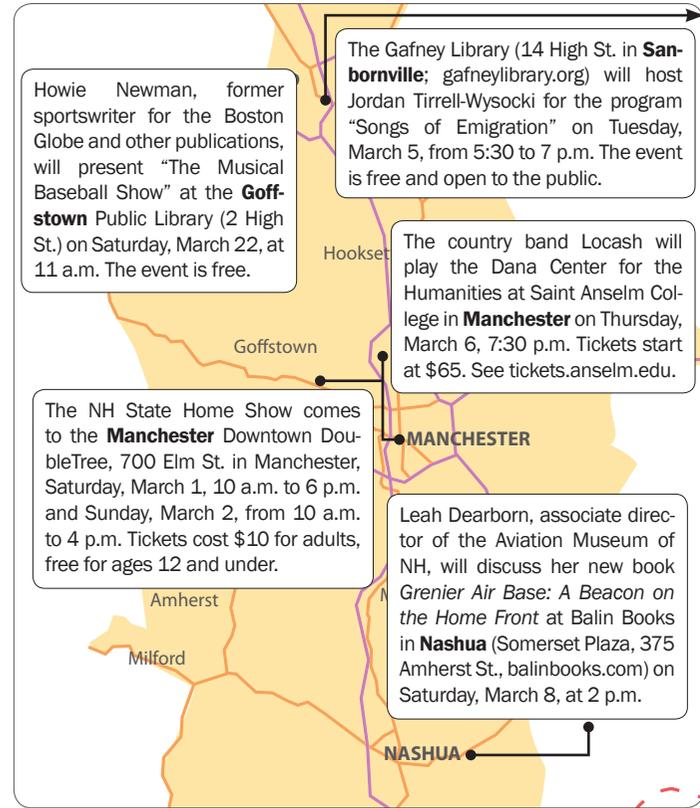 The Gafney Library (14 High St. in San-
bornville; gafneylibrary.org) will host
Jordan Tirrell-Wysocki for the program
“Songs of Emigration” on Tuesday,
March 5, from 5:30 to 7 p.m. The event
is free and open to the public.
Howie Newman, former
sportswriter for the Boston
Globe and other publications,
will present “The Musical
Baseball Show” at the Goff-
stown Public Library (2 High
St.) on Saturday, March 22, at
11 a.m. The event is free.
Hookset
The country band Locash will
play the Dana Center for the
Humanities at Saint Anselm Col-
lege in Manchester on Thursday,
March 6, 7:30 p.m. Tickets start
at $65. See tickets.anselm.edu.
Goffstown
The NH State Home Show comes
to the Manchester Downtown Dou-
bleTree, 700 Elm St. in Manchester,
Saturday, March 1, 10 a.m. to 6 p.m.
and Sunday, March 2, from 10 a.m.
to 4 p.m. Tickets cost $10 for adults,
free for ages 12 and under.
MANCHESTER
Leah Dearborn, associate direc-
tor of the Aviation Museum of
NH, will discuss her new book
Grenier Air Base: A Beacon on
the Home Front at Balin Books
in Nashua (Somerset Plaza, 375
Amherst St., balinbooks.com) on
Saturday, March 8, at 2 p.m.
Amherst
Milford
NASHUA